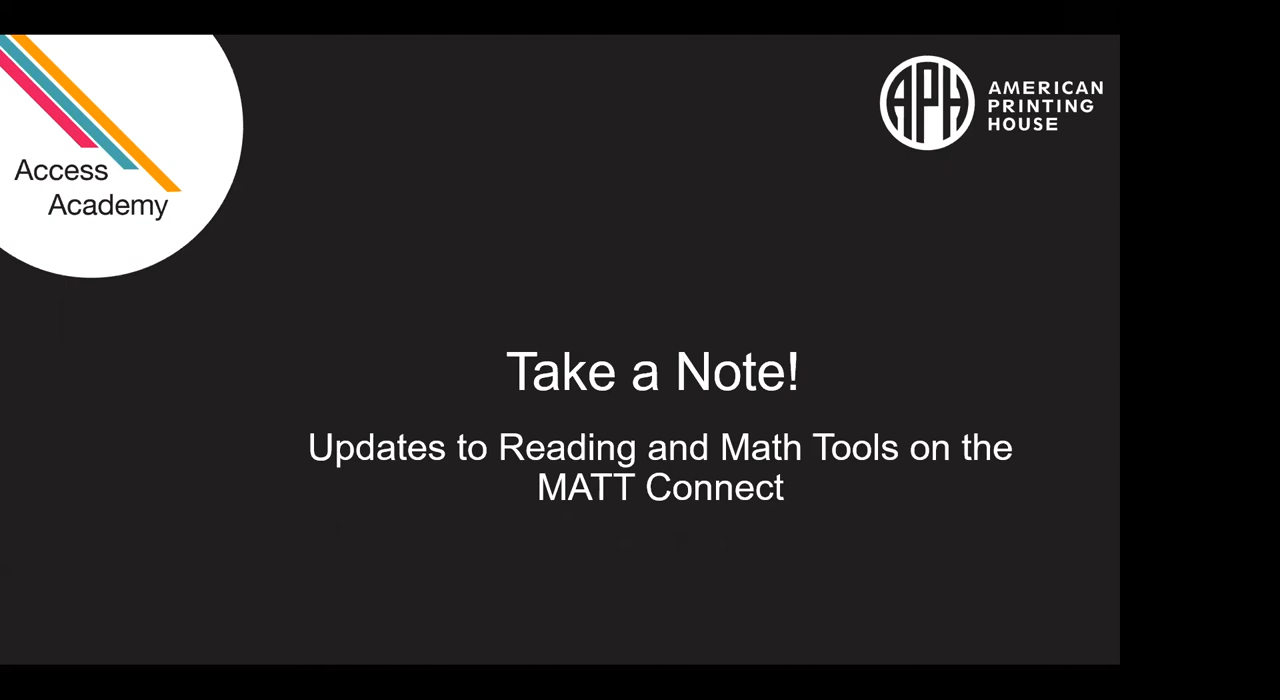 Access
Academy
APH
AMERICAN
PRINTING
HOUSE
Take a Note!
Updates to Reading and Math Tools on the
MATT Connect